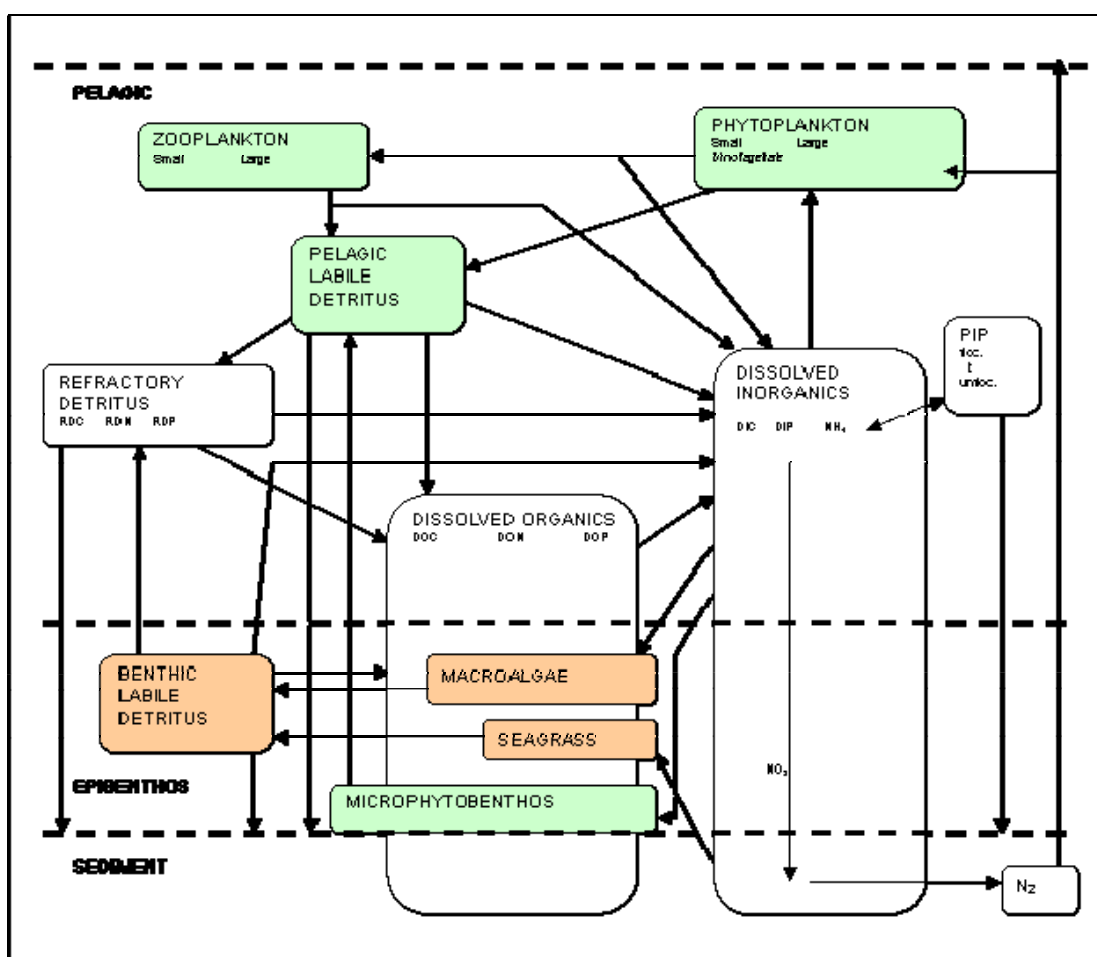 PELAGIC
ZOOPLANKTON
Small Large
PHYTOPLANKTON
Small Large
Dinoflagellate
PELAGIC
LABILE
DETRITUS
PIP
floc.
unfloc.
REFRACTORY
DETRITUS
RDC RDN RDP
DISSOLVED
INORGANICS
DIC DIP NH₄
DISSOLVED ORGANICS
DOC DON DOP
BENTHIC
LABILE
DETRITUS
MACROALGAE
SEAGRASS
NO₃
EPIBENTHOS
MICROPHYTOBENTHOS
SEDIMENT
N₂